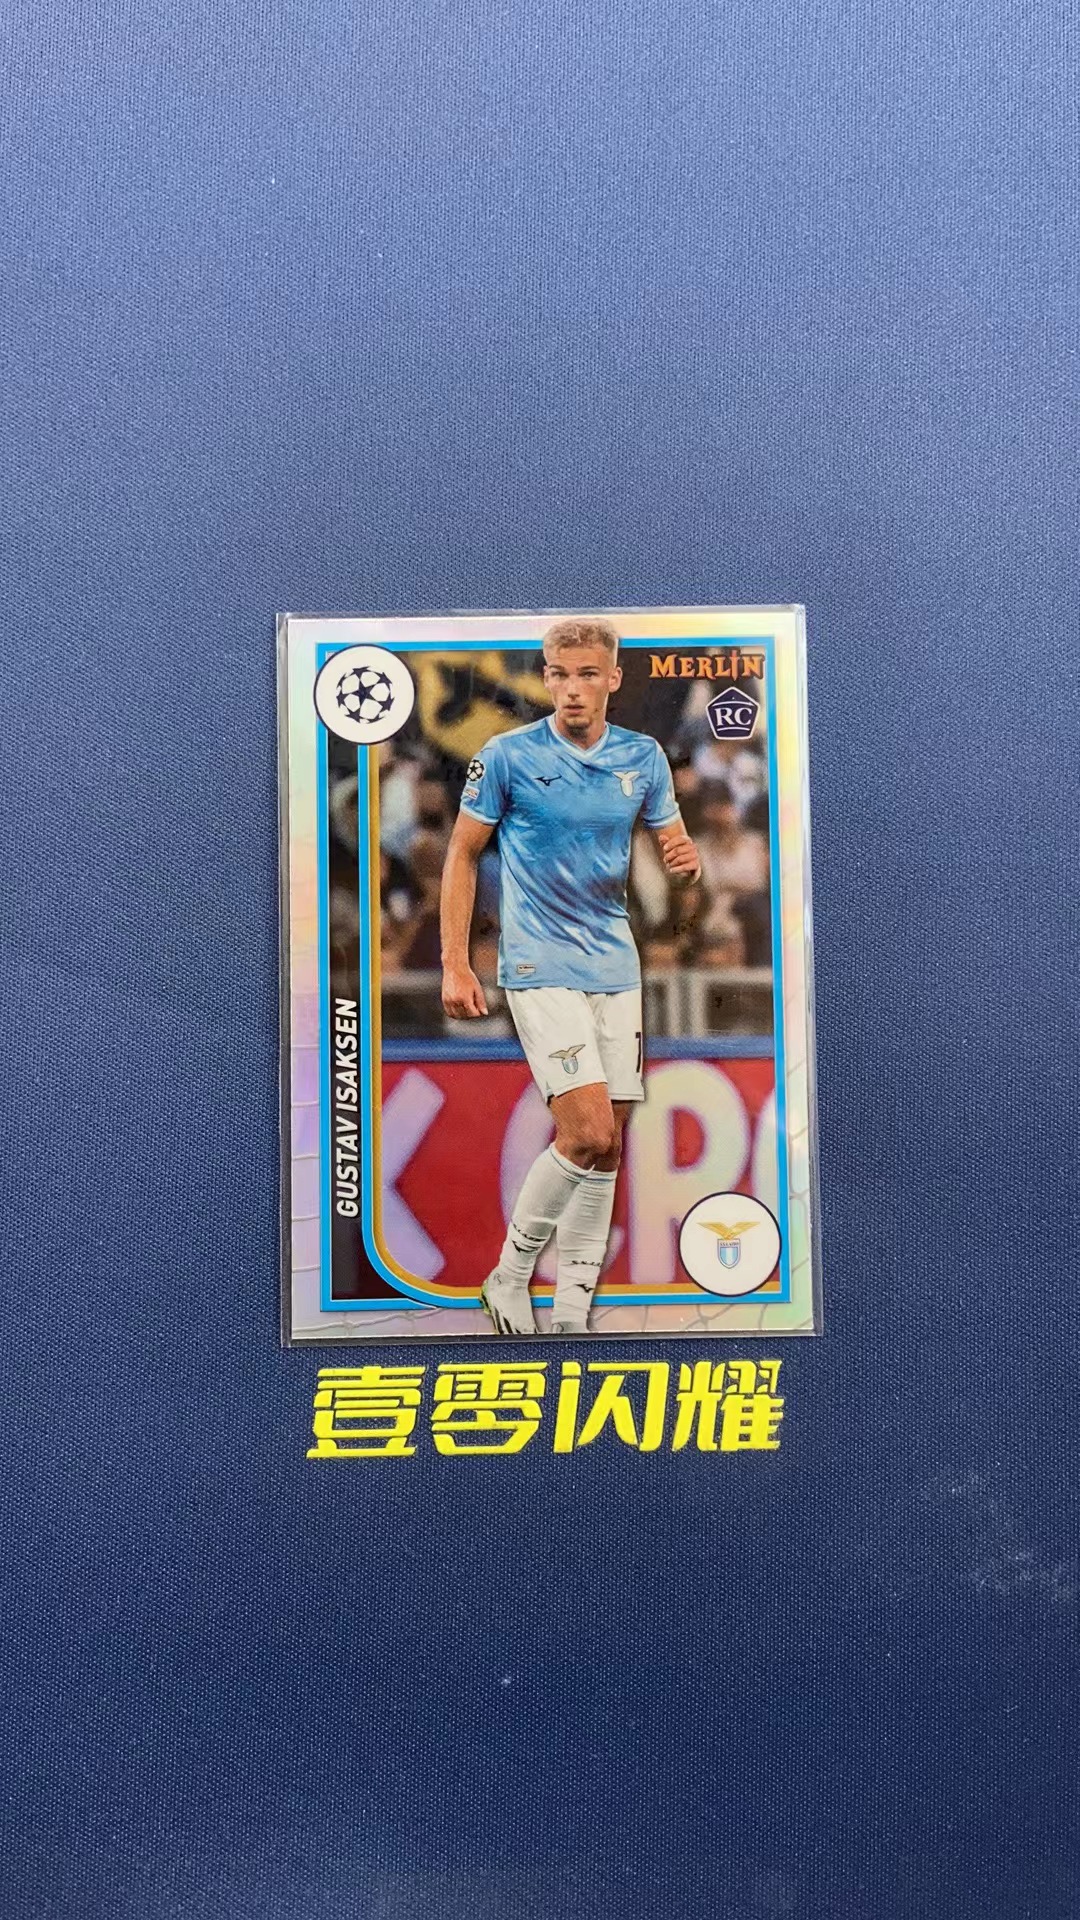 MERLIN
RC
GUSTAV ISAKSEN
壹零闪耀